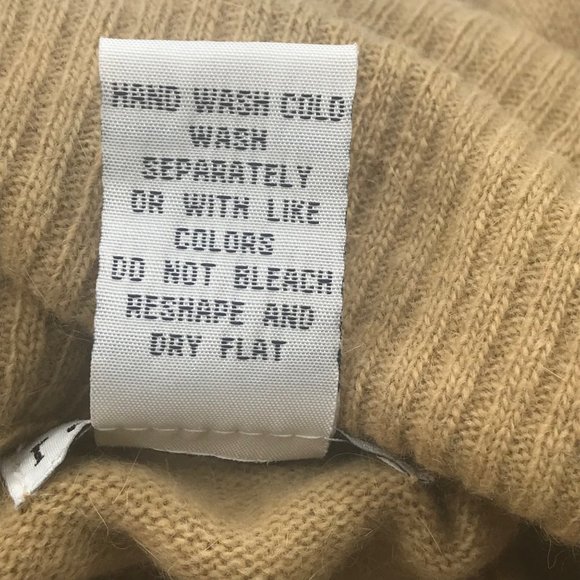 HAND WASH COLD
WASH
SEPARATELY
OR WITH LIKE
COLORS
DO NOT BLEACH
RESHAPE AND
DRY FLAT